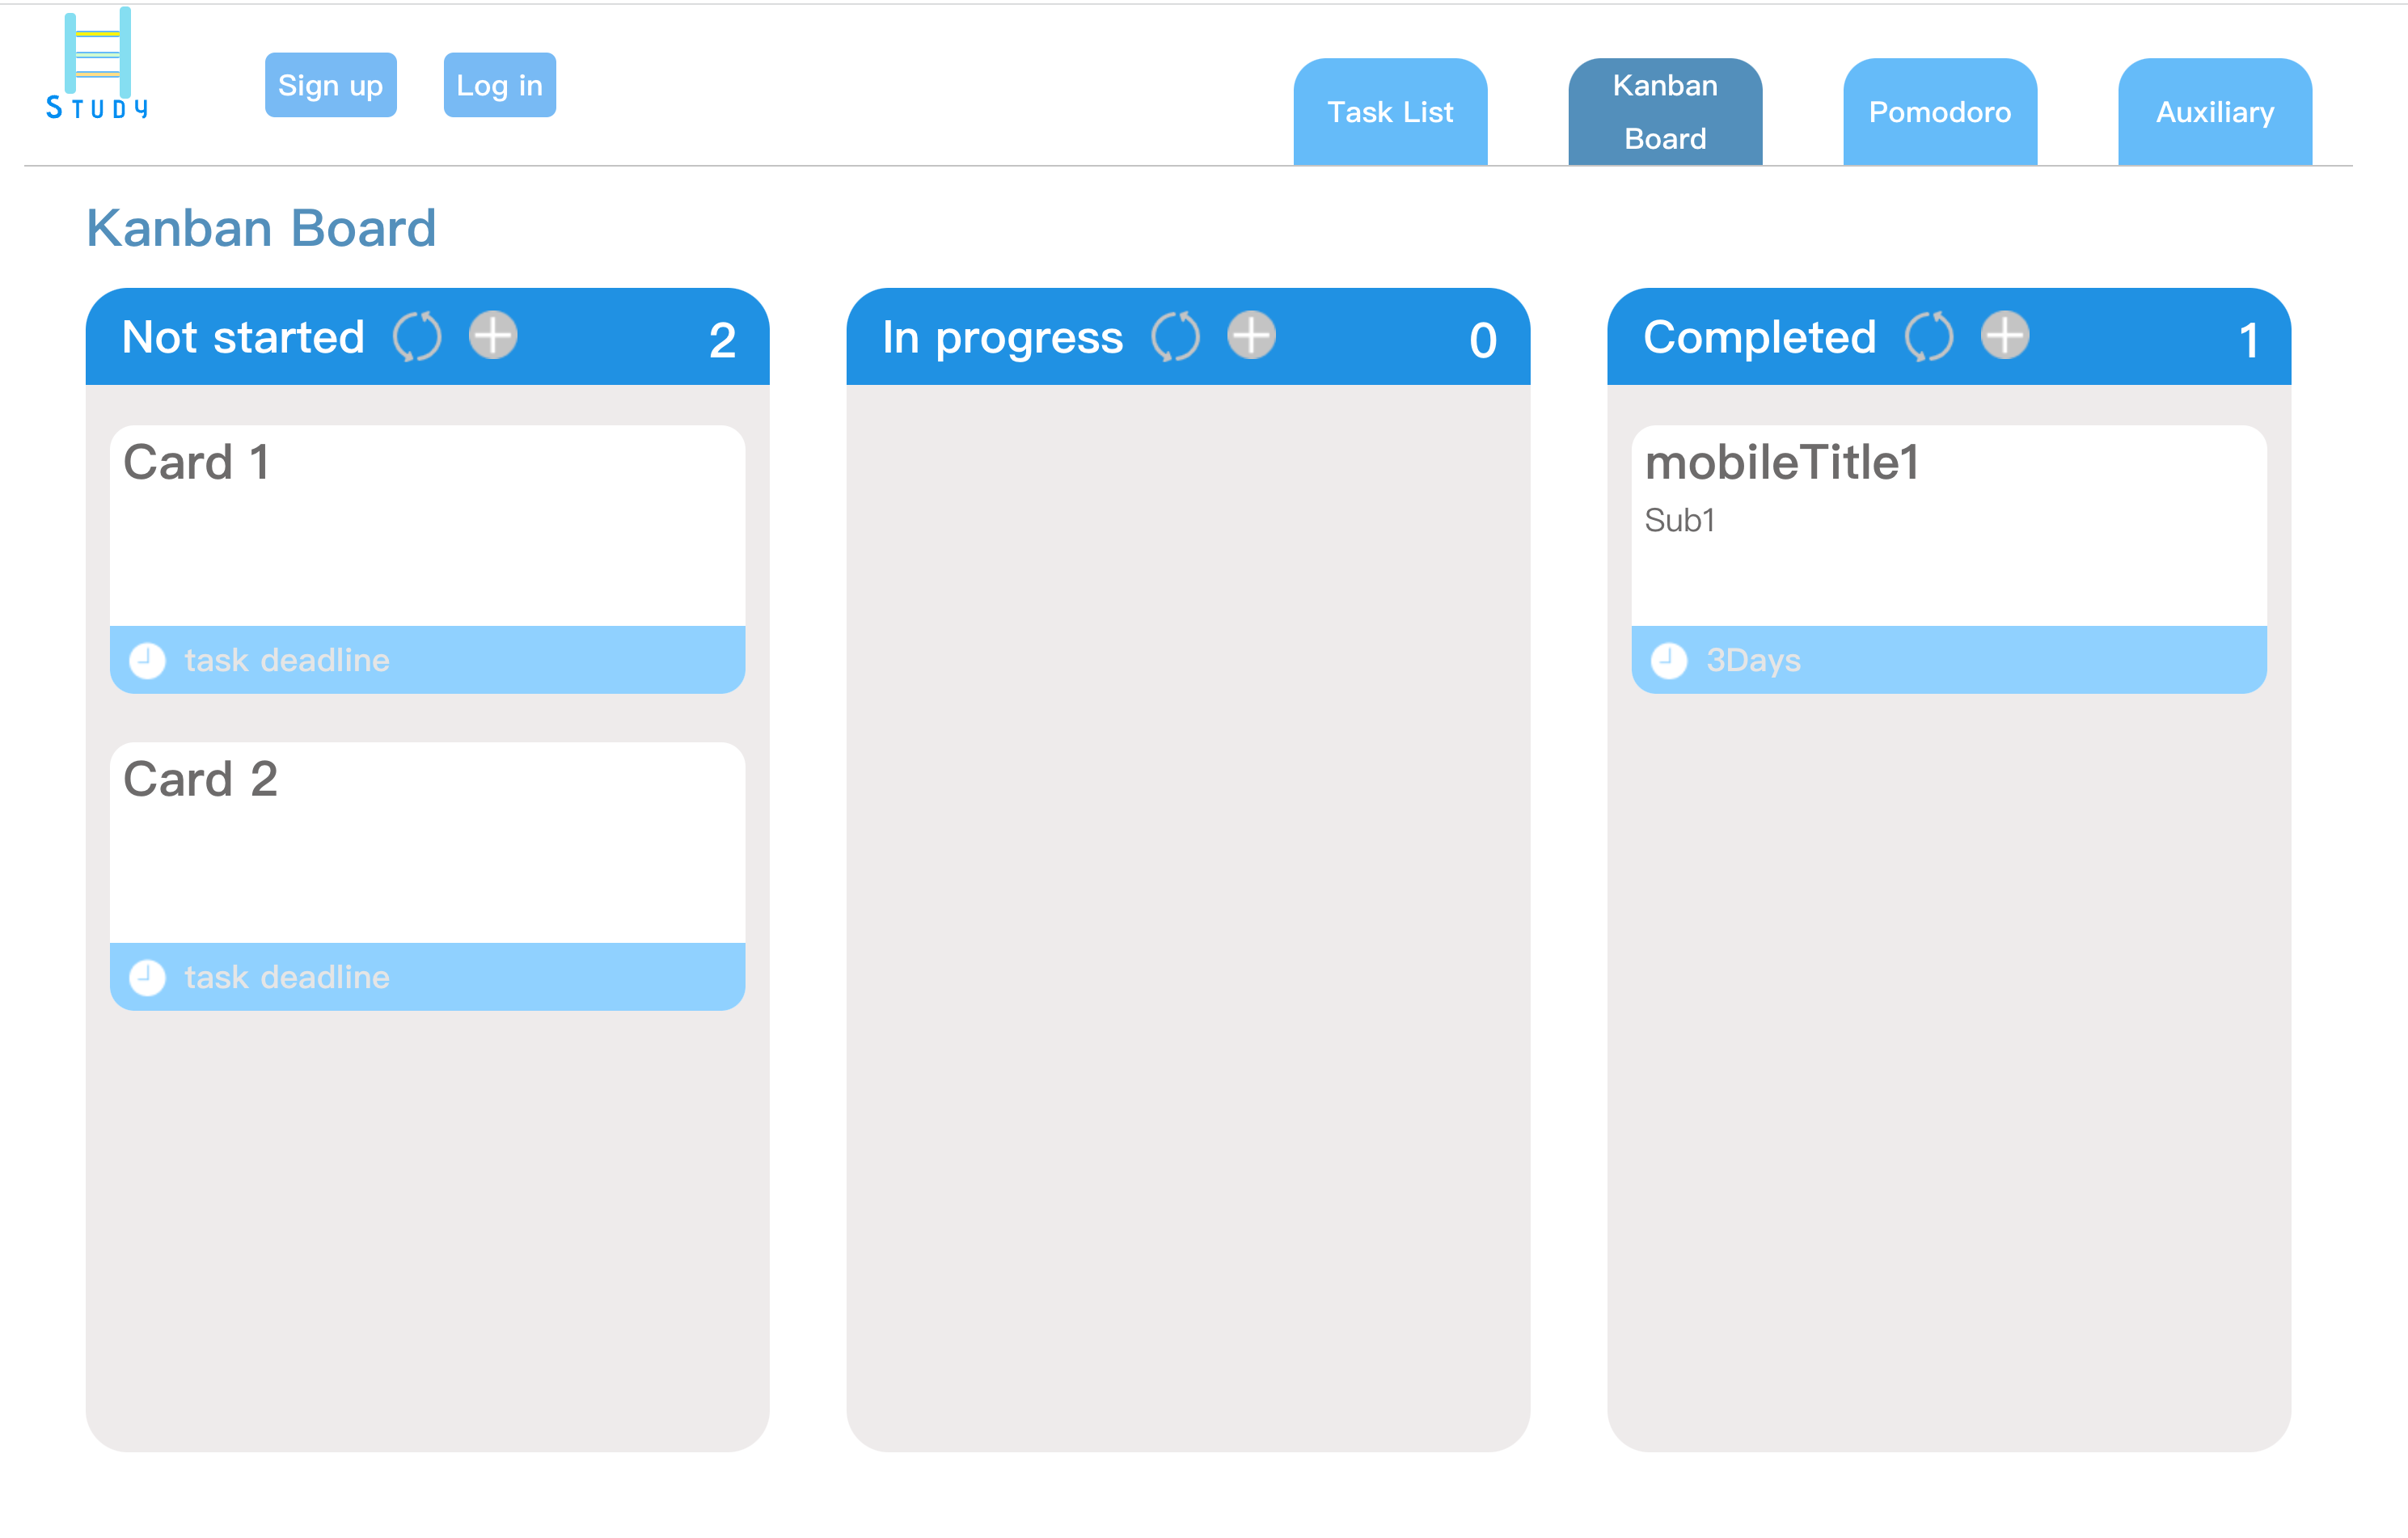 STUDY
Sign up
Log in
Task List
Kanban
Board
Pomodoro
Auxiliary
Kanban Board
Not started
2
In progress
0
Completed
1
Card 1
task deadline
Card 2
task deadline
mobileTitle1
Sub1
3Days